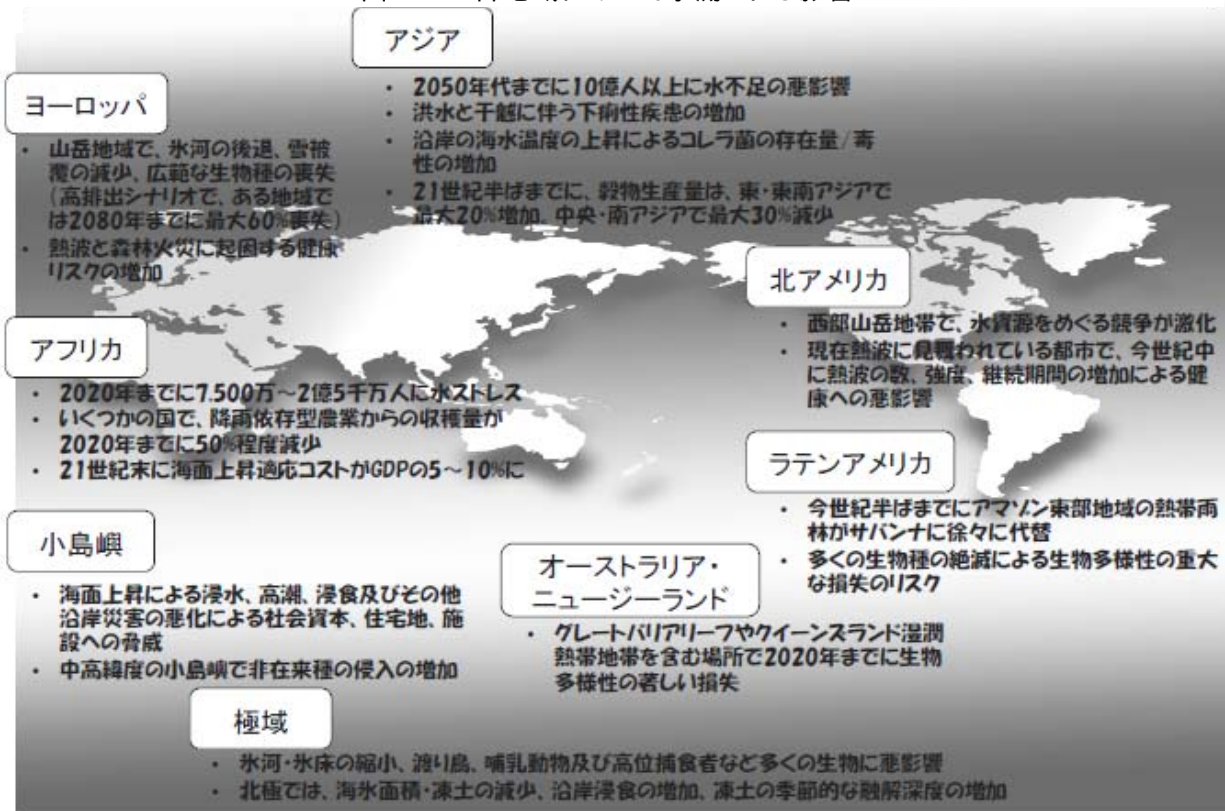 アジア
・ 2050年代までに10億人以上に水不足の悪影響
・ 洪水と干魃に伴う下痢性疾患の増加
・ 沿岸の海水温度の上昇によるコレラ菌の存在量/毒
性の増加
・ 21世紀半ばまでに、穀物生産量は、東・東南アジアで
最大20%増加。中央・南アジアで最大30%減少
ヨーロッパ
・ 山岳地域で、氷河の後退、雪被
覆の減少、広範な生物種の喪失
(高排出シナリオで、ある地域で
は2080年までに最大60%喪失)
・ 熱波と森林火災に起因する健康
リスクの増加
北アメリカ
・ 西部山岳地帯で、水資源をめぐる競争が激化
・ 現在熱波に見舞われている都市で、今世紀中
に熱波の数、強度、継続期間の増加による健
康への悪影響
アフリカ
・ 2020年までに7.500万~2億5千万人に水ストレス
・ いくつかの国で、降雨依存型農業からの収穫量が
2020年までに50%程度減少
・ 21世紀末に海面上昇適応コストがGDPの5~10%に
ラテンアメリカ
・ 今世紀半ばまでにアマゾン東部地域の熱帯雨
林がサバンナに徐々に代替
・ 多くの生物種の絶滅による生物多様性の重大
な損失のリスク
小島嶼
・ 海面上昇による浸水、高潮、浸食及びその他
沿岸災害の悪化による社会資本、住宅地、施
設への脅威
・ 中高緯度の小島嶼で非在来種の侵入の増加
オーストラリア・
ニュージーランド
・ グレートバリアリーフやクイーンズランド湿潤
熱帯地帯を含む場所で2020年までに生物
多様性の著しい損失
極域
・ 氷河・氷床の縮小、渡り鳥、哺乳動物及び高位捕食者など多くの生物に悪影響
・ 北極では、海氷面積・凍土の減少、沿岸浸食の増加、凍土の季節的な融解深度の増加